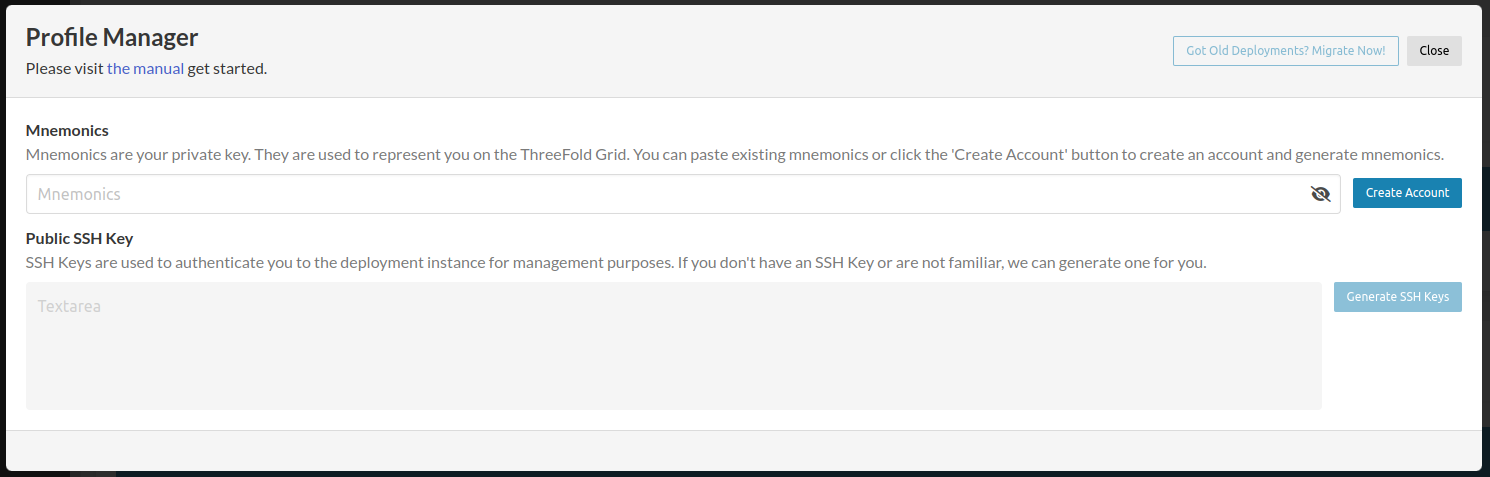 Profile Manager
Please visit the manual get started.
Got Old Deployments? Migrate Now!
Close
Mnemonics
Mnemonics are your private key. They are used to represent you on the ThreeFold Grid. You can paste existing mnemonics or click the 'Create Account' button to create an account and generate mnemonics.
Mnemonics
Create Account
Public SSH Key
SSH Keys are used to authenticate you to the deployment instance for management purposes. If you don't have an SSH Key or are not familiar, we can generate one for you.
Textarea
Generate SSH Keys